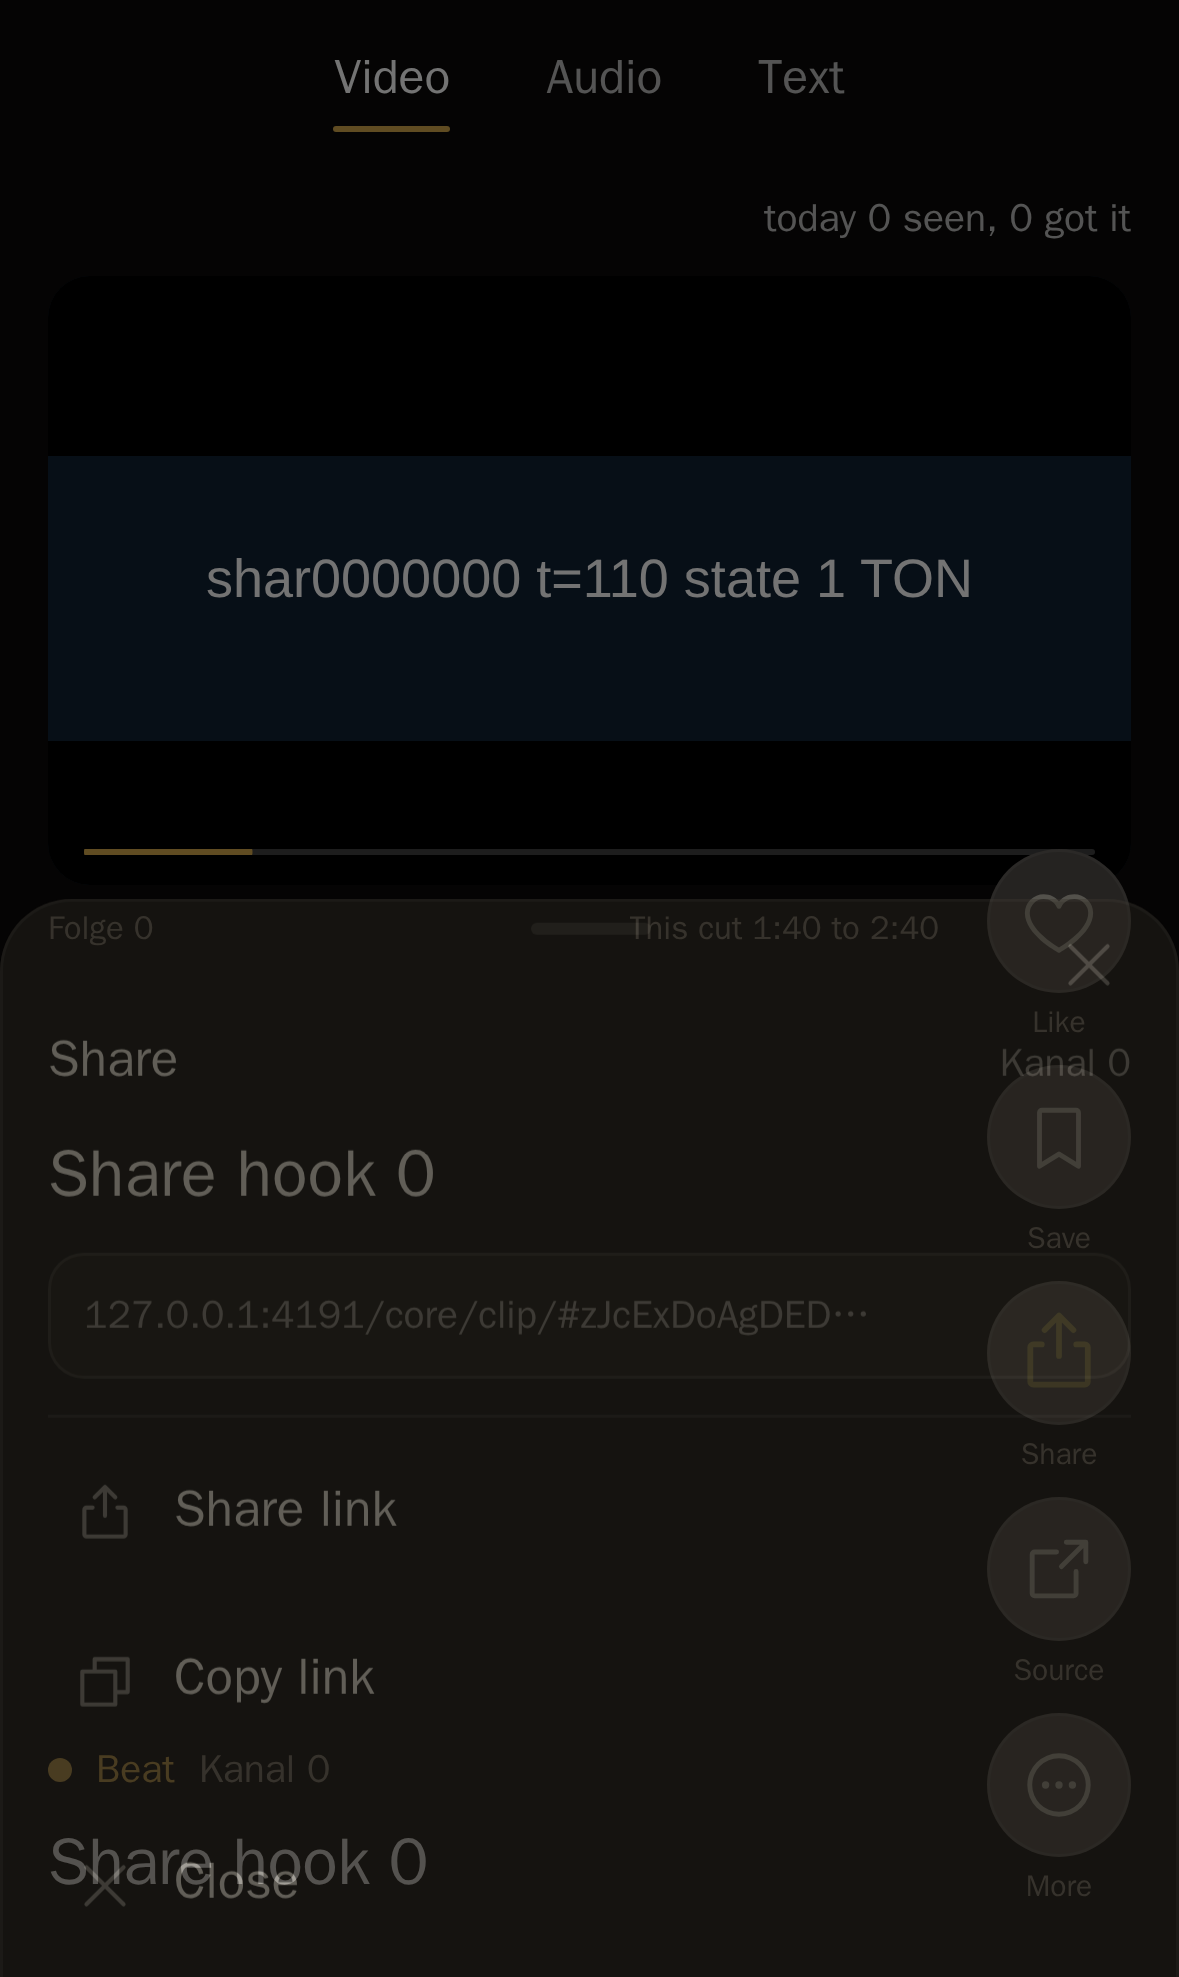 Video Audio Text
today 0 seen, 0 got it
shar0000000 t=110 state 1 TON
Folge 0
This cut 1:40 to 2:40
Like
Share
Kanal 0
Share hook 0
Save
127.0.0.1:4191/core/clip/#zJcExDoAgDED…
Share
Share link
Source
Copy link
Beat Kanal 0
Share hook 0
Close
More